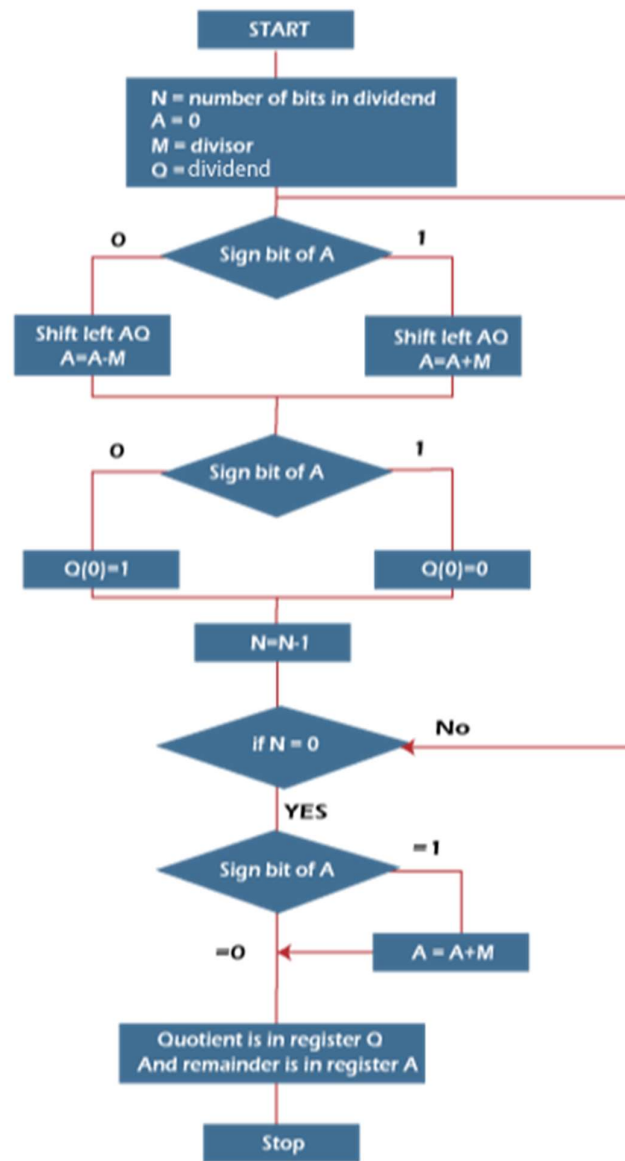 START
N = number of bits in dividend
A = 0
M = divisor
Q = dividend
0
Sign bit of A
1
Shift left AQ
A=A-M
Shift left AQ
A=A+M
0
Sign bit of A
1
Q(0)=1
Q(0)=0
N=N-1
if N = 0
No
YES
Sign bit of A
=1
=0
A = A+M
Quotient is in register Q
And remainder is in register A
Stop